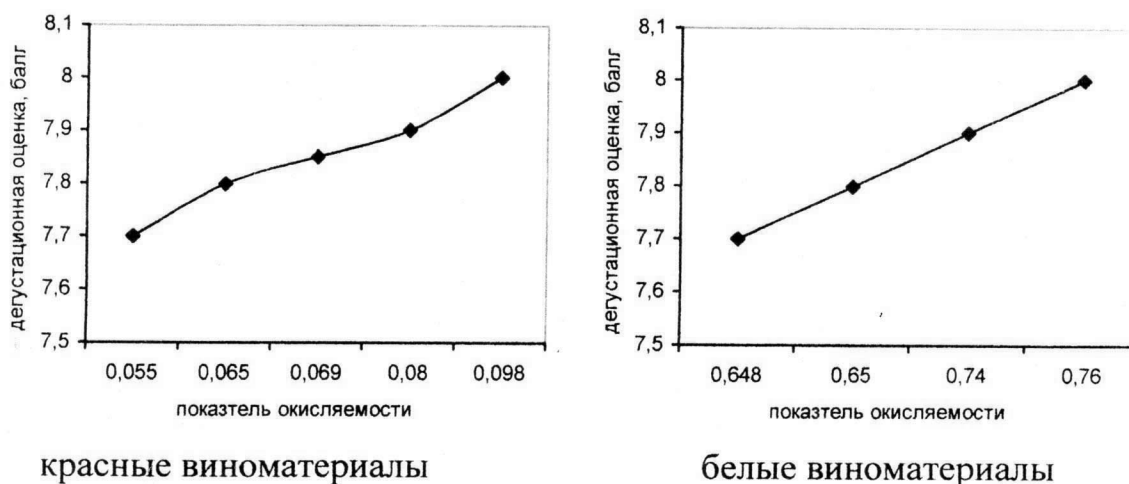 дегустационная оценка, балг
8,1
8
7,9
7,8
7,7
7,6
7,5
0,055 0,065 0,069 0,08 0,098
показтель окисляемости
красные виноматериалы
дегустационная оценка, балг
8,1
8
7,9
7,8
7,7
7,6
7,5
0,648 0,65 0,74 0,76
показтель окисляемости
белые виноматериалы